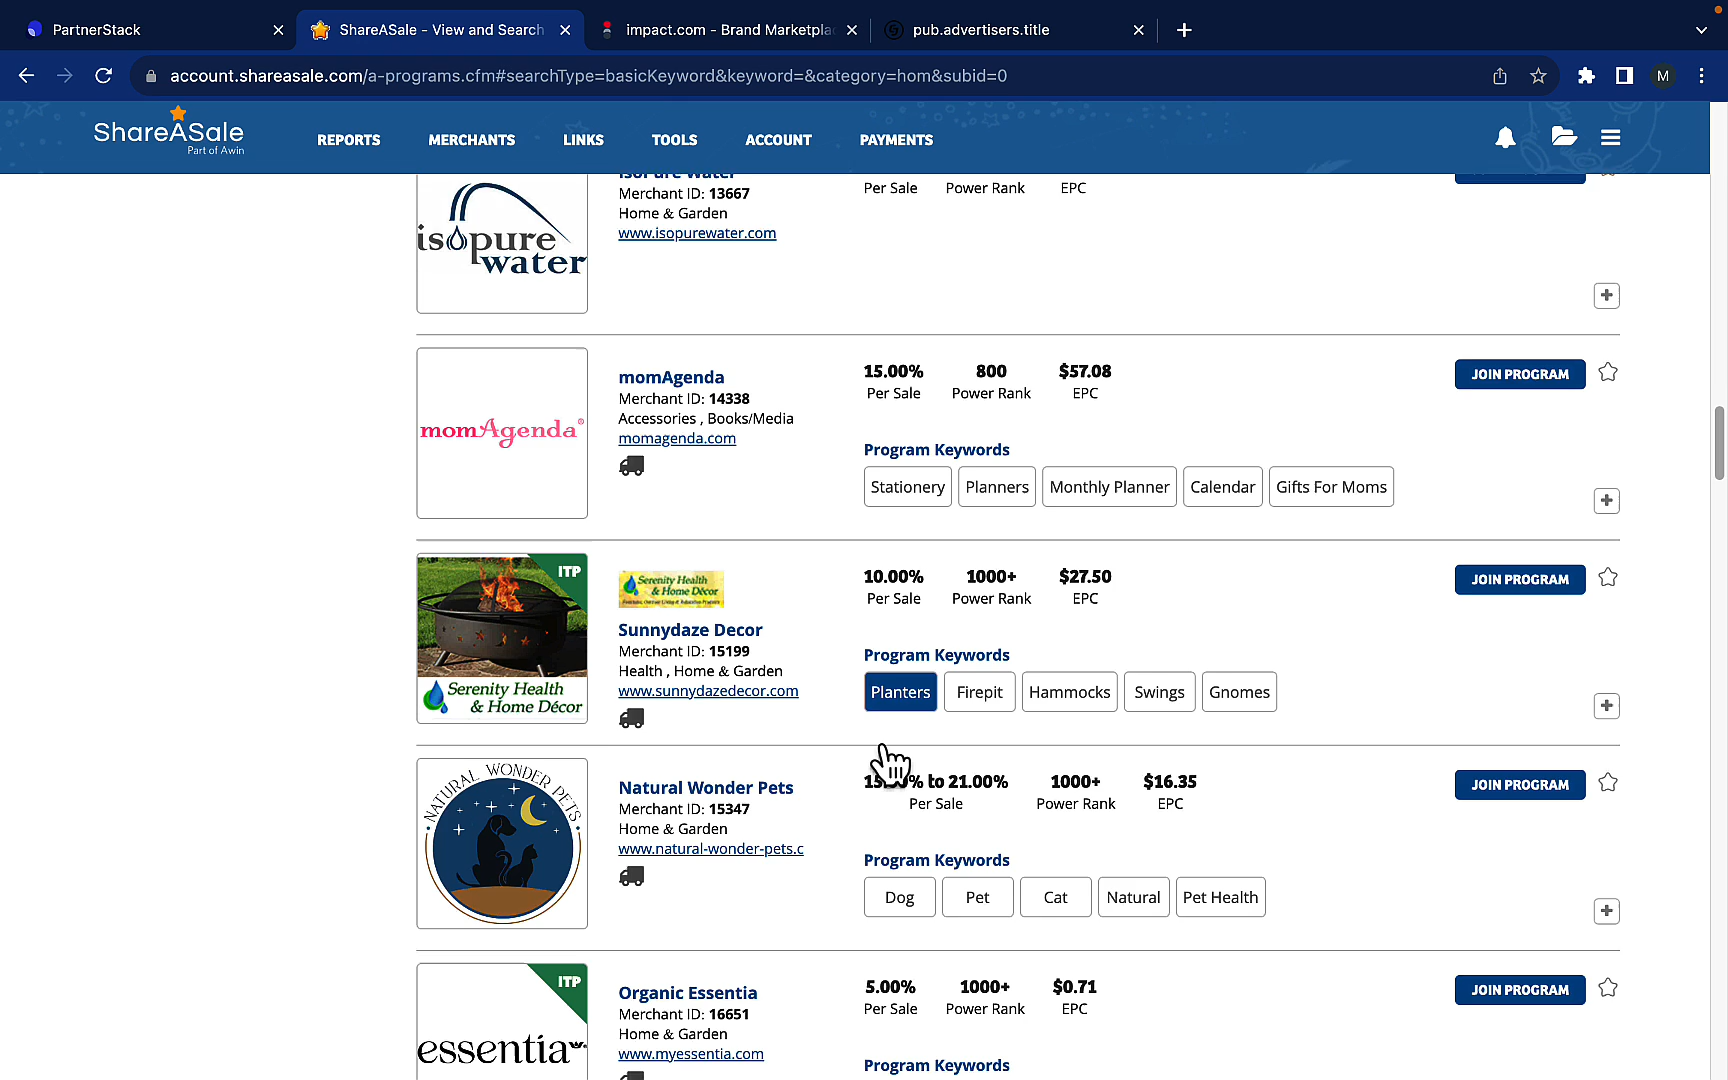 PartnerStack
ShareASale - View and Search
impact.com - Brand Marketpla
pub.advertisers.title
account.shareasale.com/a-programs.cfm#searchType=basicKeyword&keyword=&category=hom&subid=0
M
ShareASale
Part of Awin
REPORTS
MERCHANTS
LINKS
TOOLS
ACCOUNT
PAYMENTS
isopure
water
IsoPure Water
Merchant ID: 13667
Home & Garden
www.isopurewater.com
Per Sale
Power Rank
EPC
momAgenda®
momAgenda
Merchant ID: 14338
Accessories , Books/Media
momagenda.com
15.00%
800
$57.08
Per Sale
Power Rank
EPC
Program Keywords
Stationery
Planners
Monthly Planner
Calendar
Gifts For Moms
JOIN PROGRAM
ITP
Serenity Health
& Home Décor
Serenity Health
& Home Décor
Sunnydaze Decor
Merchant ID: 15199
Health , Home & Garden
www.sunnydazedecor.com
10.00%
1000+
$27.50
Per Sale
Power Rank
EPC
Program Keywords
Planters
Firepit
Hammocks
Swings
Gnomes
JOIN PROGRAM
NATURAL WONDER PETS
Natural Wonder Pets
Merchant ID: 15347
Home & Garden
www.natural-wonder-pets.c
% to 21.00%
1000+
$16.35
Per Sale
Power Rank
EPC
Program Keywords
Dog
Pet
Cat
Natural
Pet Health
JOIN PROGRAM
ITP
essentia
Organic Essentia
Merchant ID: 16651
Home & Garden
www.myessentia.com
5.00%
1000+
$0.71
Per Sale
Power Rank
EPC
Program Keywords
JOIN PROGRAM